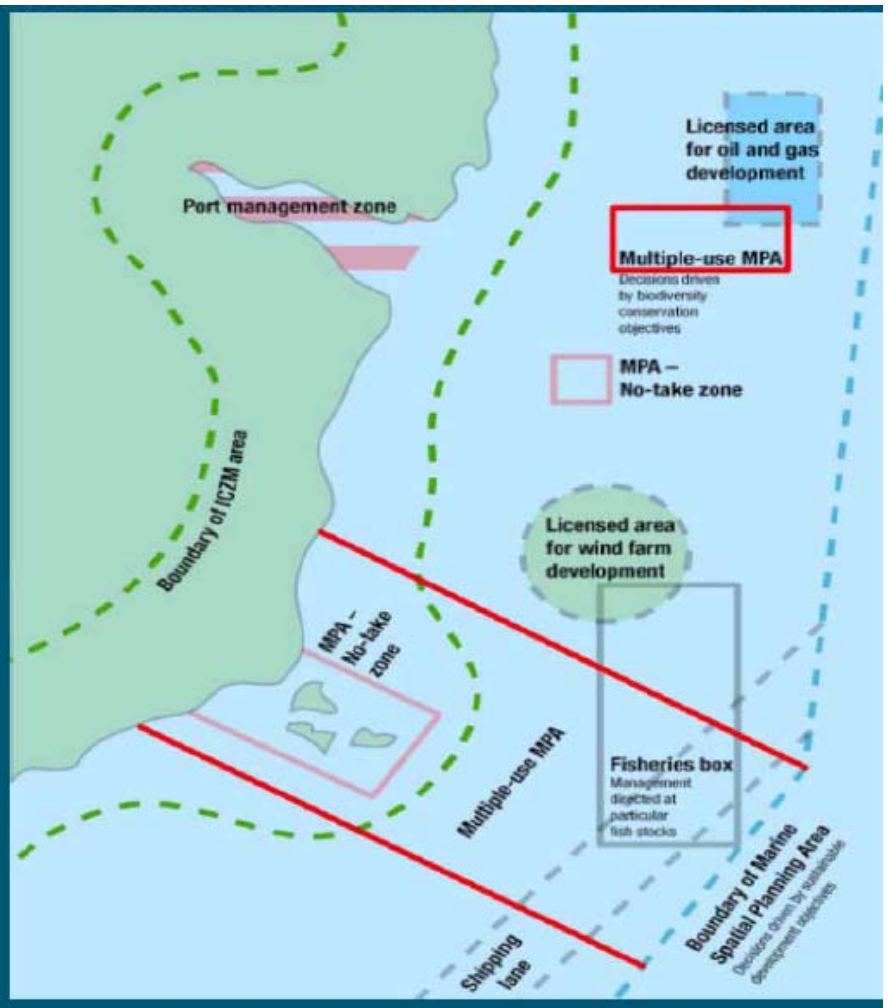 Licensed area
for oil and gas
development
Port management zone
Multiple-use MPA
Decisions driven
by biodiversity
conservation
objectives
MPA –
No-take zone
Boundary of ICZM area
Licensed area
for wind farm
development
MPA –
No-take
zone
Multiple-use MPA
Fisheries box
Management
directed at
particular
fish stocks
Boundary of Marine
Spatial Planning Area
Decisions driven by sustainable
development objectives
Shipping
lane